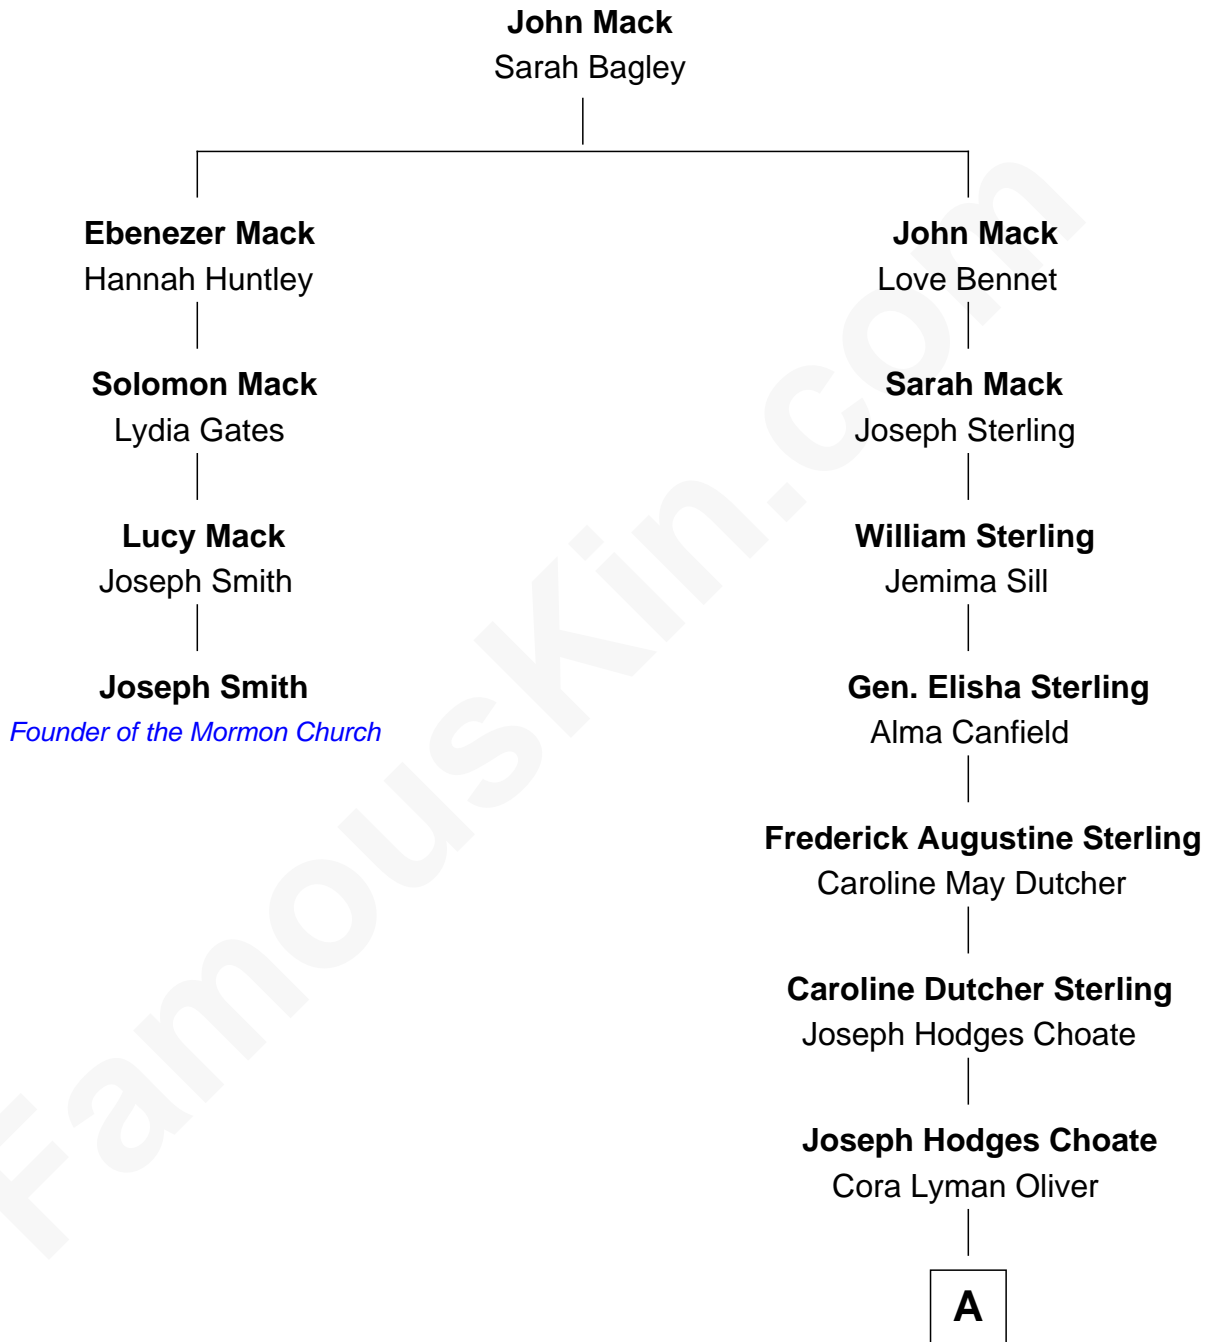 John Mack
Sarah Bagley
Ebenezer Mack
Hannah Huntley
Solomon Mack
Lydia Gates
Lucy Mack
Joseph Smith
Joseph Smith
Founder of the Mormon Church
John Mack
Love Bennet
Sarah Mack
Joseph Sterling
William Sterling
Jemima Sill
Gen. Elisha Sterling
Alma Canfield
Frederick Augustine Sterling
Caroline May Dutcher
Caroline Dutcher Sterling
Joseph Hodges Choate
Joseph Hodges Choate
Cora Lyman Oliver
A
FamousKin.com